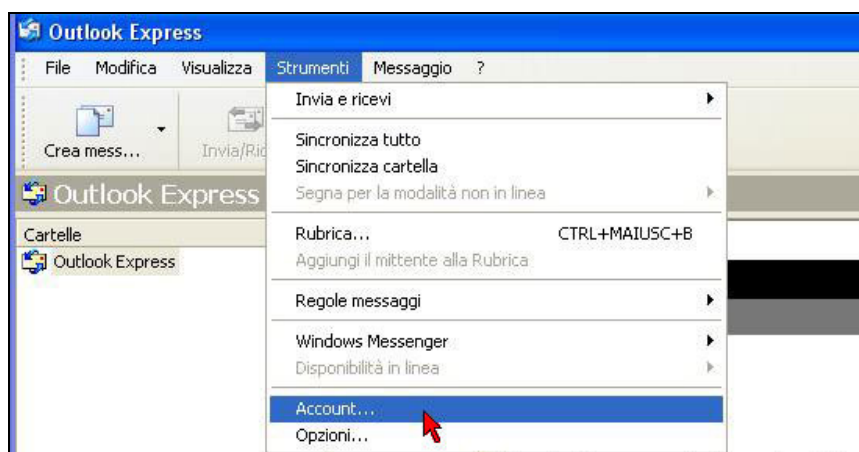 Outlook Express
File Modifica Visualizza Strumenti Messaggio ?
Crea mess... Invia/Ric
Outlook Express
Cartelle
Outlook Express
Invia e ricevi
Sincronizza tutto
Sincronizza cartella
Segna per la modalità non in linea
Rubrica... CTRL+MAIUSC+B
Aggiungi il mittente alla Rubrica
Regole messaggi
Windows Messenger
Disponibilità in linea
Account...
Opzioni...